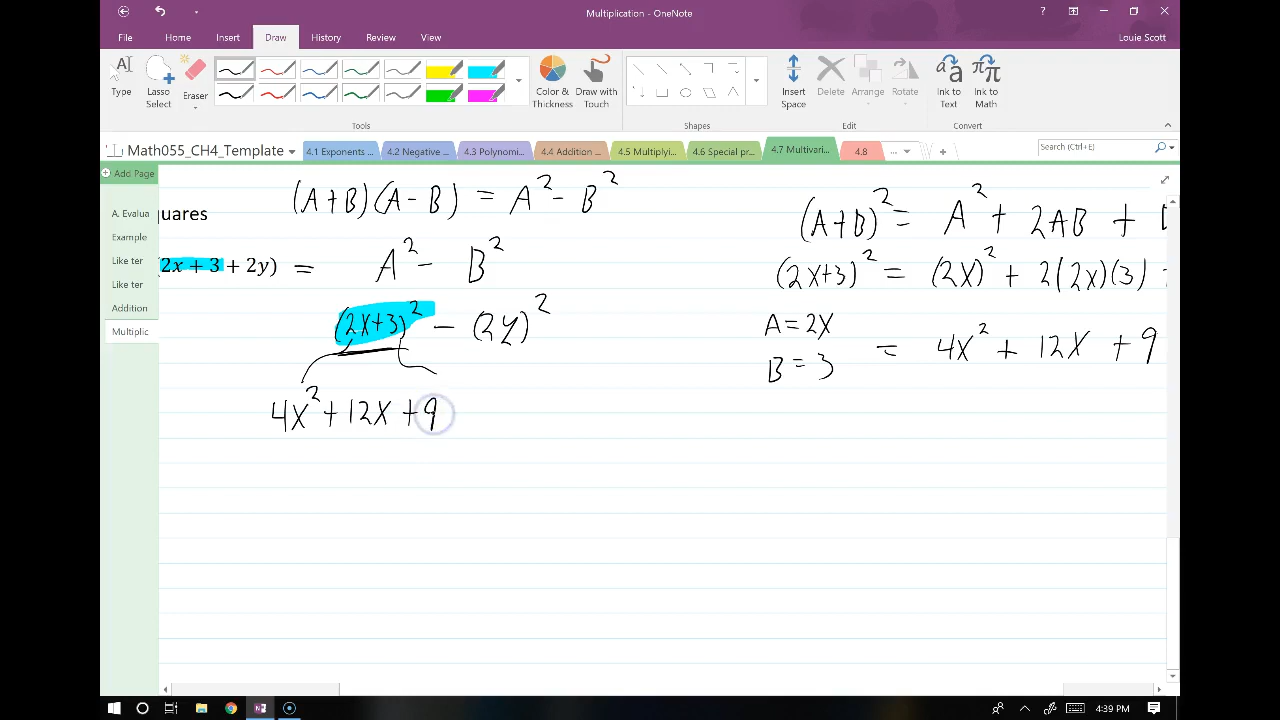 Multiplication - OneNote
File Home Insert Draw History Review View
Louie Scott
Type Lasso Select Eraser
Color & Thickness Draw with Touch Insert Space Delete Arrange Rotate Ink to Text Ink to Math
Tools Shapes Edit Convert
Math055_CH4_Template 4.1 Exponents ... 4.2 Negative ... 4.3 Polynomi... 4.4 Addition ... 4.5 Multiplyi... 4.6 Special pr... 4.7 Multivari... 4.8 ... Search (Ctrl+E)
Add Page
A. Evalua
Example
Like ter
Like ter
Addition
Multiplic
(A+B)(A-B) = A² - B²
uares
(2x + 3 + 2y) = A² - B²
(2x+3)² - (2y)²
4x² + 12x + 9
(A+B)² = A² + 2AB +
(2x+3)² = (2x)² + 2(2x)(3)
A = 2x
B = 3
= 4x² + 12x + 9
4:39 PM